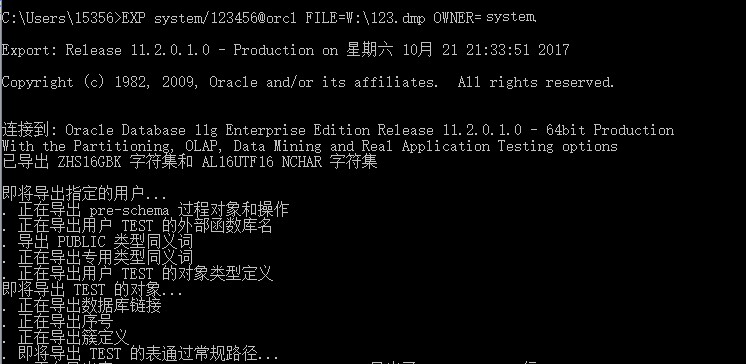 C:\Users\15356>EXP system/123456@orc1 FILE=W:\123.dmp OWNER=system
Export: Release 11.2.0.1.0 - Production on 星期六 10月 21 21:33:51 2017
Copyright (c) 1982, 2009, Oracle and/or its affiliates.  All rights reserved.
连接到: Oracle Database 11g Enterprise Edition Release 11.2.0.1.0 - 64bit Production
With the Partitioning, OLAP, Data Mining and Real Application Testing options
已导出 ZHS16GBK 字符集和 AL16UTF16 NCHAR 字符集
即将导出指定的用户...
. 正在导出 pre-schema 过程对象和操作
. 正在导出用户 TEST 的外部函数库名
. 导出 PUBLIC 类型同义词
. 正在导出专用类型同义词
. 正在导出用户 TEST 的对象类型定义
即将导出 TEST 的对象...
. 正在导出数据库链接
. 正在导出序号
. 正在导出簇定义
. 即将导出 TEST 的表通过常规路径...